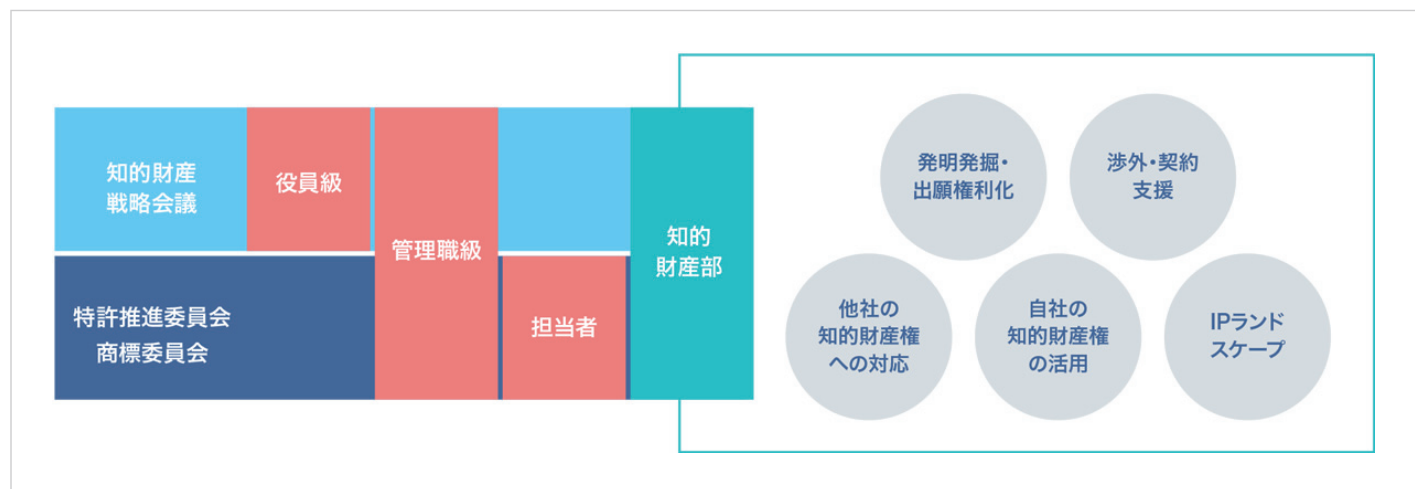 知的財産
戦略会議
役員級
管理職級
特許推進委員会
商標委員会
担当者
知的
財産部
発明発掘・
出願権利化
渉外・契約
支援
他社の
知的財産権
への対応
自社の
知的財産権
の活用
IPランド
スケープ